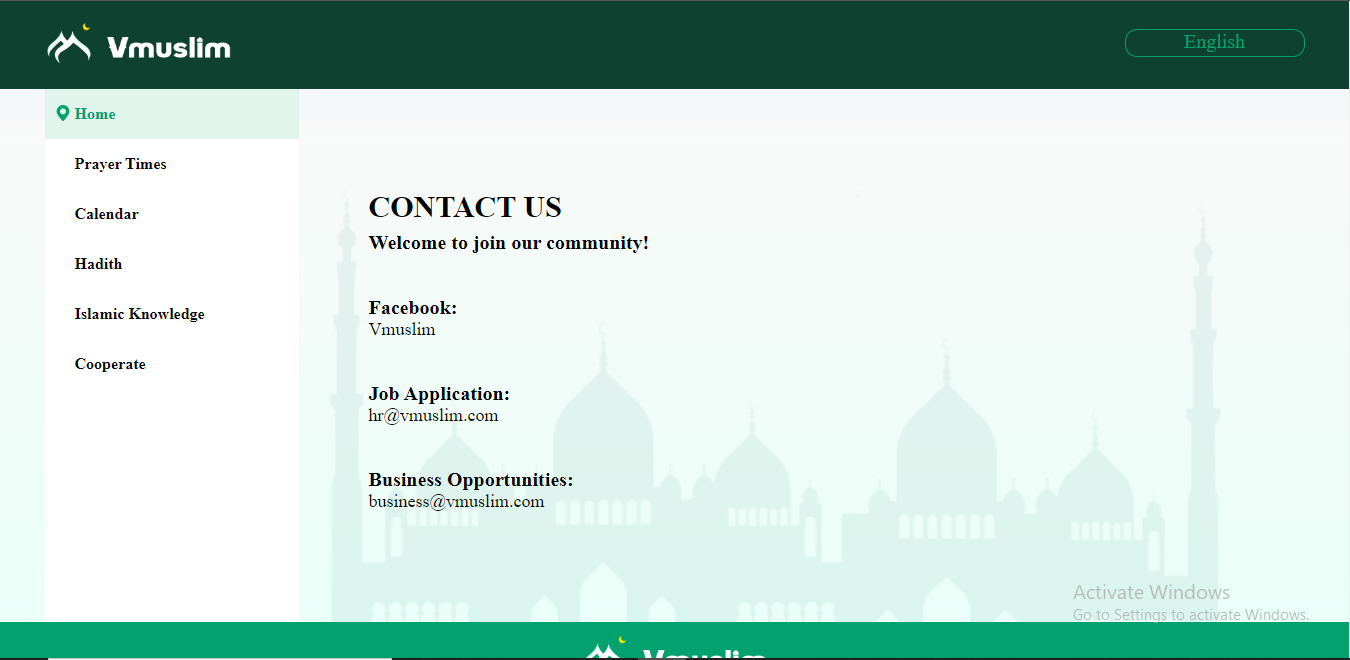 Vmuslim
English
Home
Prayer Times
Calendar
Hadith
Islamic Knowledge
Cooperate
CONTACT US
Welcome to join our community!
Facebook:
Vmuslim
Job Application:
hr@vmuslim.com
Business Opportunities:
business@vmuslim.com
Activate Windows
Go to Settings to activate Windows.
Vmuslim